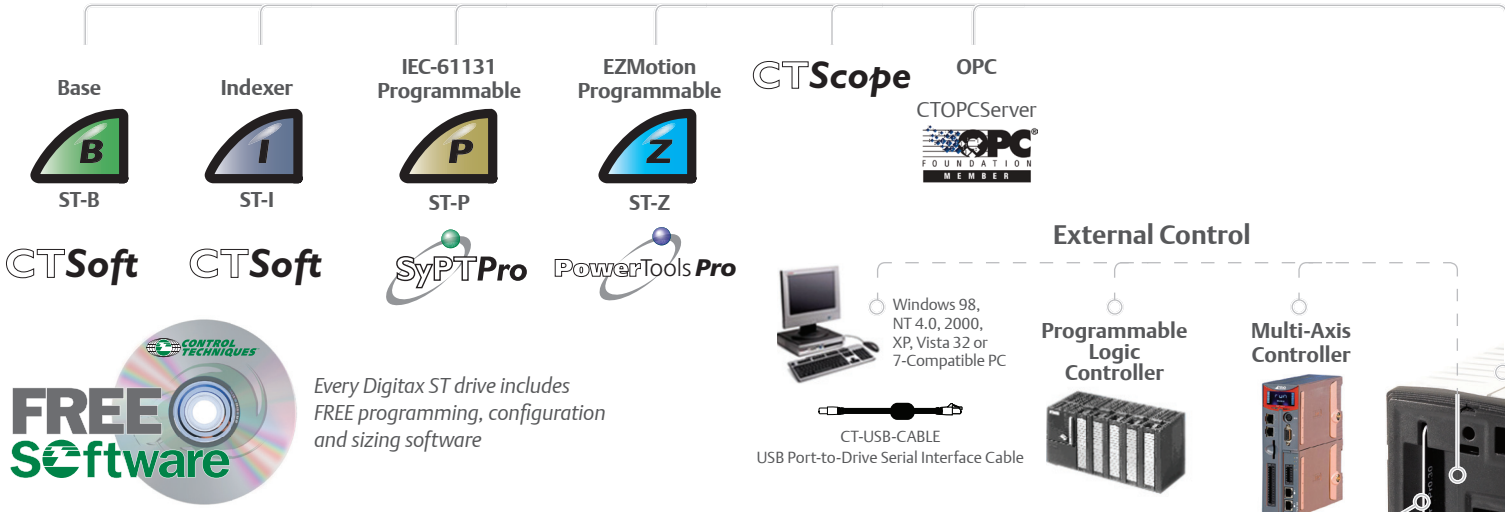 Base
B
ST-B
CTSoft
Indexer
I
ST-I
CTSoft
IEC-61131
Programmable
P
ST-P
SyPTPro
EZMotion
Programmable
Z
ST-Z
PowerTools Pro
CTScope
OPC
CTOPCServer
OPC®
FOUNDATION
MEMBER
CONTROL
TECHNIQUES
FREE
Software
Every Digitax ST drive includes
FREE programming, configuration
and sizing software
External Control
Windows 98,
NT 4.0, 2000,
XP, Vista 32 or
7-Compatible PC
CT-USB-CABLE
USB Port-to-Drive Serial Interface Cable
Programmable
Logic
Controller
Multi-Axis
Controller
run